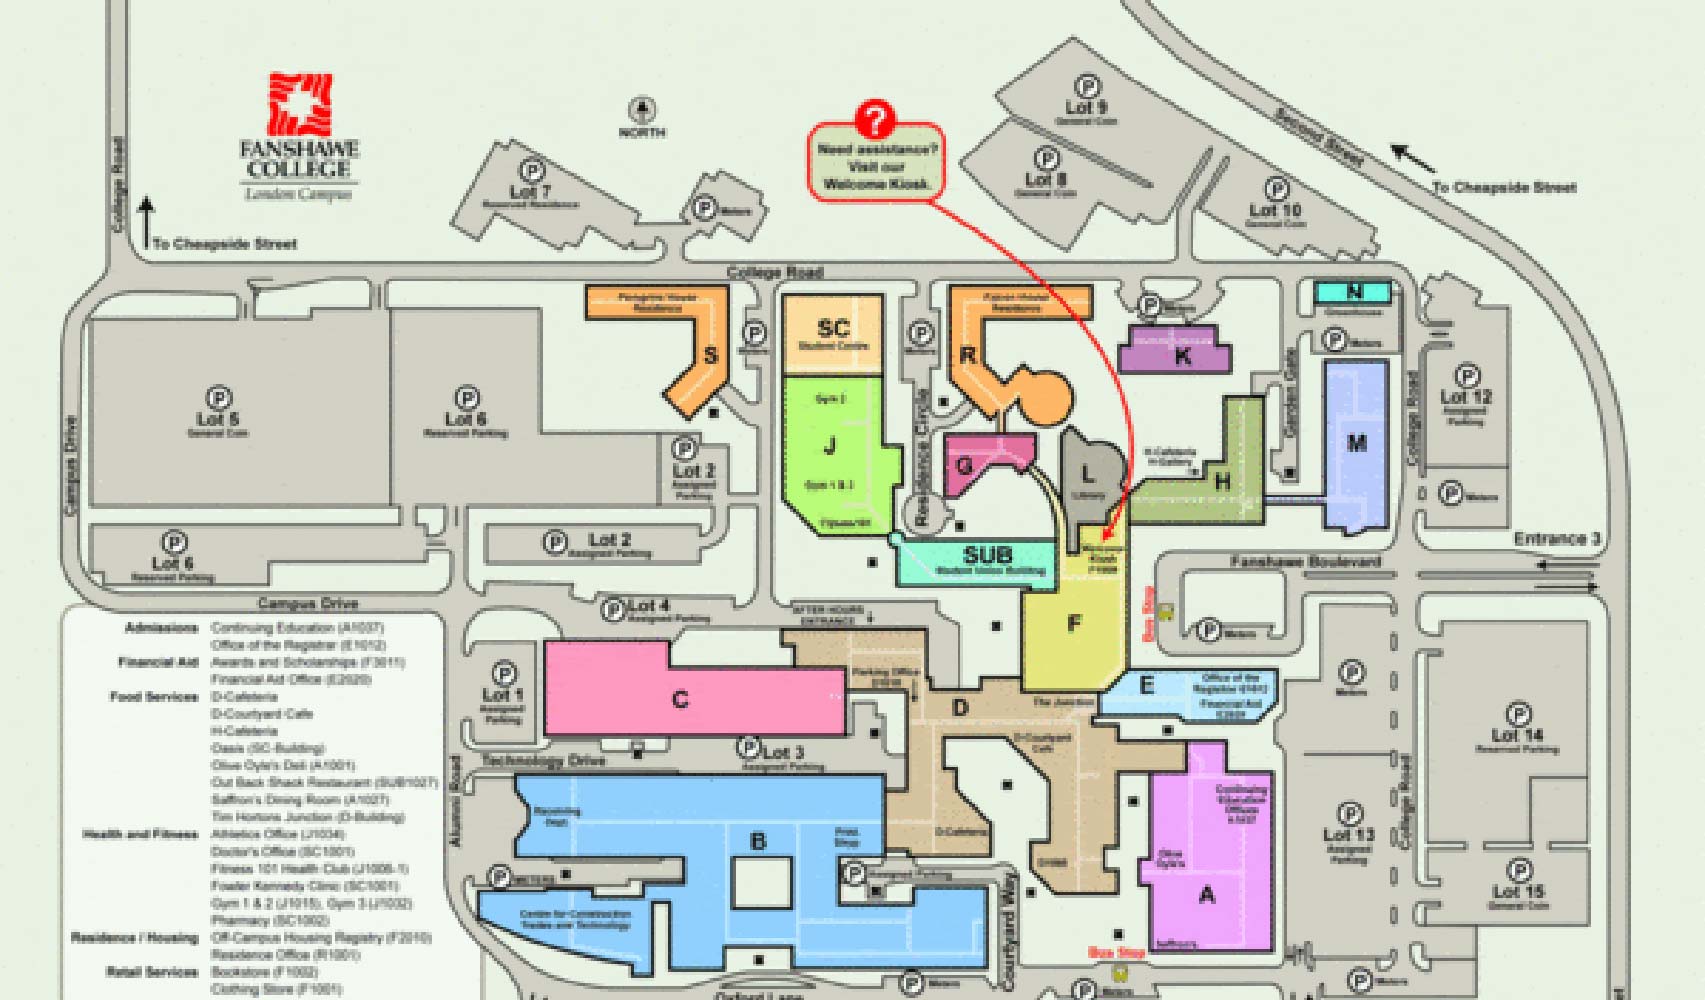 FANSHAWE
COLLEGE
London Campus
NORTH
?
Need assistance?
Visit our
Welcome Kiosk.
College Road
To Cheapside Street
P
Lot 7
Reserved Residence
P
Meters
P
Lot 9
General Coin
P
Lot 8
General Coin
P
Lot 10
General Coin
Second Street
To Cheapside Street
College Road
P
Lot 5
General Coin
P
Lot 6
Reserved Parking
P
Lot 2
Assigned
Parking
Campus Drive
P
Lot 6
Reserved Parking
P
Lot 2
Assigned Parking
Campus Drive
P
Lot 4
Assigned Parking
Peregrine House
Residence
S
P
Meters
SC
Student Centre
Gym 3
J
Gym 1 & 2
P
Meters
Residence Circle
Falcon House
Residence
R
G
L
Library
SUB
Student Union Building
Welcome
Kiosk
F
P
Meters
K
H-Cafeteria
H-Gallery
H
Garden Gate
N
Greenhouse
P
Meters
M
College Road
P
Lot 12
Assigned
Parking
P
Meters
Entrance 3
Fanshawe Boulevard
Bus Stop
P
Meters
AFTER HOURS
ENTRANCE
Parking Office
P
Lot 1
Assigned
Parking
C
D
The Junction
D-Courtyard
Cafe
E
Office of the
Registrar E1012
Financial Aid
E2020
Technology Drive
P
Lot 3
Assigned Parking
Alumni Road
Receiving
Dept.
B
Print
Shop
D-Cafeteria
P
METERS
P
Assigned Parking
Centre for Construction
Trades and Technology
Courtyard Way
Continuing
Education
Offices
A1037
Olive
Oyle's
A
Saffron's
Bus Stop
P
Meters
P
Lot 13
Assigned
Parking
College Road
P
Lot 14
Reserved Parking
P
Lot 15
General Coin
P
Meters
P
Meters
P
Meters
Oxford Lane
Admissions Continuing Education (A1037)
Office of the Registrar (E1012)
Financial Aid Awards and Scholarships (F3011)
Financial Aid Office (E2020)
Food Services D-Cafeteria
D-Courtyard Cafe
H-Cafeteria
Oasis (SC-Building)
Olive Oyle's Deli (A1001)
Out Back Shack Restaurant (SUB1027)
Saffron's Dining Room (A1027)
Tim Hortons Junction (D-Building)
Health and Fitness Athletics Office (J1034)
Doctor's Office (SC1001)
Fitness 101 Health Club (J1006-1)
Fowler Kennedy Clinic (SC1001)
Gym 1 & 2 (J1015), Gym 3 (J1032)
Pharmacy (SC1002)
Residence / Housing Off-Campus Housing Registry (F2010)
Residence Office (R1001)
Retail Services Bookstore (F1002)
Clothing Store (F1001)